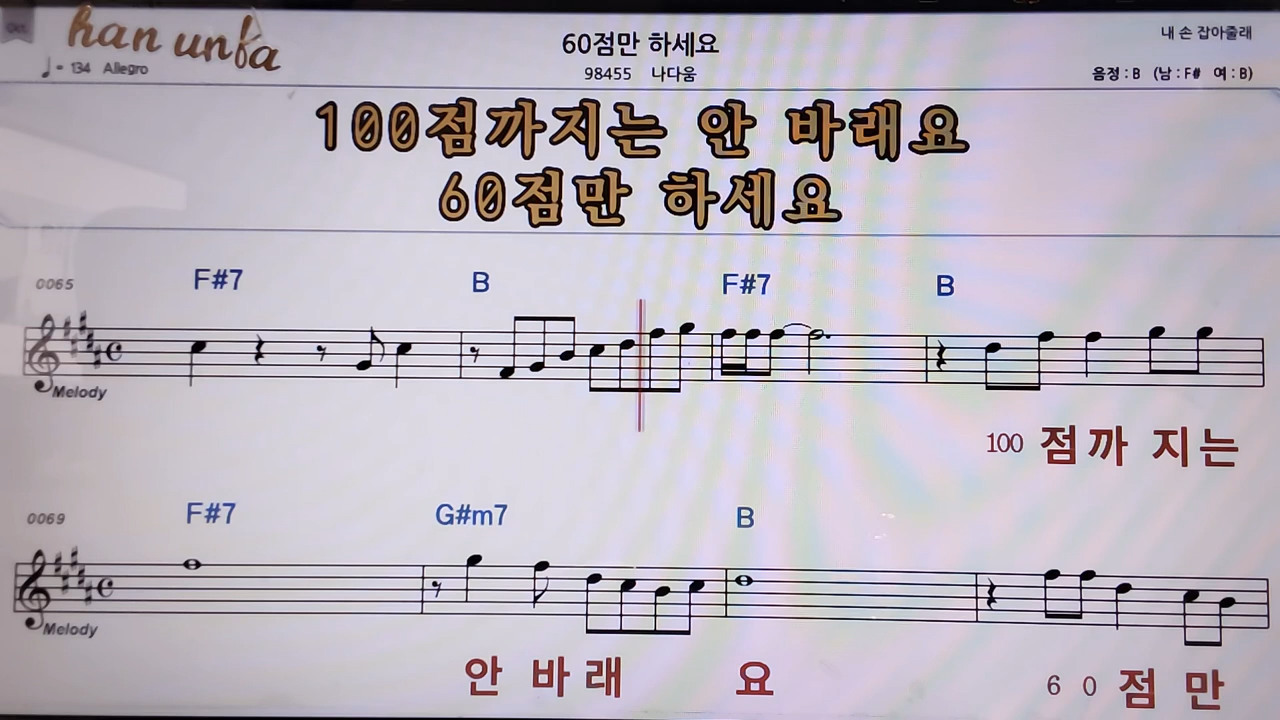 han unba
♩= 134 Allegro
60점만 하세요
98455 나다움
내 손 잡아줄래
음정 : B (남 : F# 여 : B)
100점까지는 안 바래요
60점만 하세요
0065 F#7 B F#7 B
Melody
100 점까 지는
0069 F#7 G#m7 B
Melody
안 바래 요 6 0 점 만